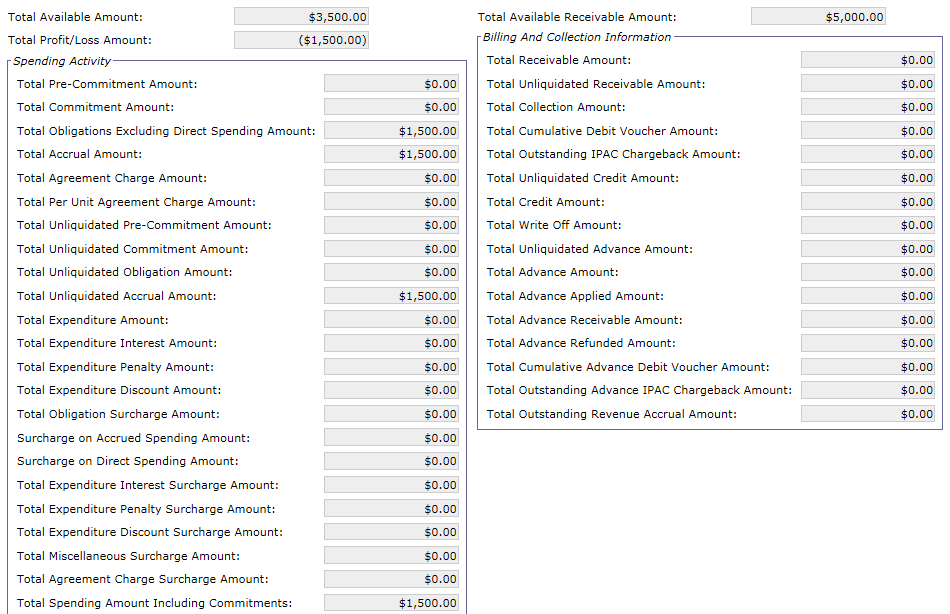 Total Available Amount: $3,500.00
Total Profit/Loss Amount: ($1,500.00)
Spending Activity
Total Pre-Commitment Amount: $0.00
Total Commitment Amount: $0.00
Total Obligations Excluding Direct Spending Amount: $1,500.00
Total Accrual Amount: $1,500.00
Total Agreement Charge Amount: $0.00
Total Per Unit Agreement Charge Amount: $0.00
Total Unliquidated Pre-Commitment Amount: $0.00
Total Unliquidated Commitment Amount: $0.00
Total Unliquidated Obligation Amount: $0.00
Total Unliquidated Accrual Amount: $1,500.00
Total Expenditure Amount: $0.00
Total Expenditure Interest Amount: $0.00
Total Expenditure Penalty Amount: $0.00
Total Expenditure Discount Amount: $0.00
Total Obligation Surcharge Amount: $0.00
Surcharge on Accrued Spending Amount: $0.00
Surcharge on Direct Spending Amount: $0.00
Total Expenditure Interest Surcharge Amount: $0.00
Total Expenditure Penalty Surcharge Amount: $0.00
Total Expenditure Discount Surcharge Amount: $0.00
Total Miscellaneous Surcharge Amount: $0.00
Total Agreement Charge Surcharge Amount: $0.00
Total Spending Amount Including Commitments: $1,500.00
Total Available Receivable Amount: $5,000.00
Billing And Collection Information
Total Receivable Amount: $0.00
Total Unliquidated Receivable Amount: $0.00
Total Collection Amount: $0.00
Total Cumulative Debit Voucher Amount: $0.00
Total Outstanding IPAC Chargeback Amount: $0.00
Total Unliquidated Credit Amount: $0.00
Total Credit Amount: $0.00
Total Write Off Amount: $0.00
Total Unliquidated Advance Amount: $0.00
Total Advance Amount: $0.00
Total Advance Applied Amount: $0.00
Total Advance Receivable Amount: $0.00
Total Advance Refunded Amount: $0.00
Total Cumulative Advance Debit Voucher Amount: $0.00
Total Outstanding Advance IPAC Chargeback Amount: $0.00
Total Outstanding Revenue Accrual Amount: $0.00